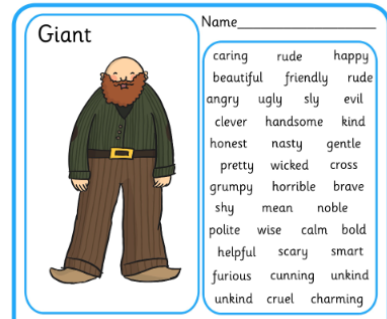 Giant
Name
caring rude happy
beautiful friendly rude
angry ugly sly evil
clever handsome kind
honest nasty gentle
pretty wicked cross
grumpy horrible brave
shy mean noble
polite wise calm bold
helpful scary smart
furious cunning unkind
unkind cruel charming